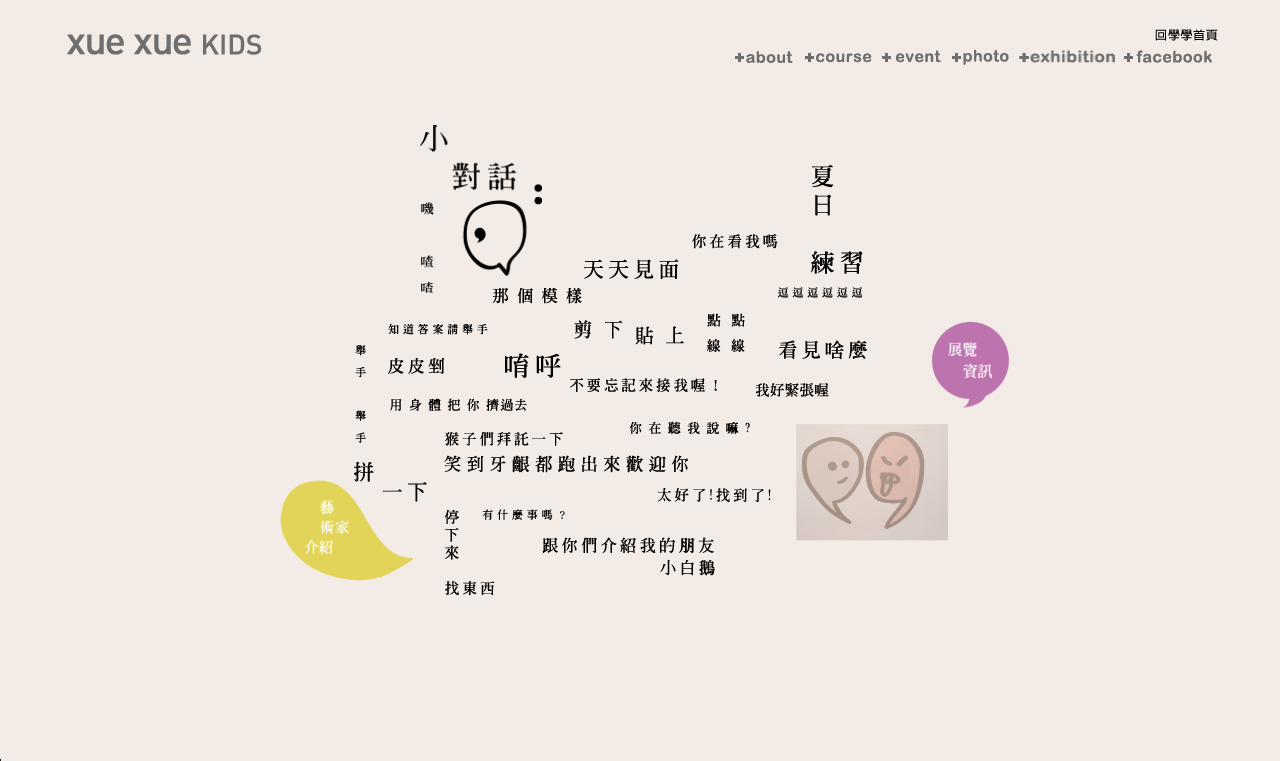 xue xue KIDS
回學學首頁
+about +course + event +photo +exhibition + facebook
小
對話：
嘰
喳
喳
夏
日
練習
你在看我嗎
天天見面
那個模樣
逗逗逗逗逗逗
知道答案請舉手
剪下
貼上
點點
線線
舉
手
皮皮剉
唷呼
看見啥麼
展覽
資訊
不要忘記來接我喔！
我好緊張喔
用身體把你擠過去
舉
手
你在聽我說嘛？
猴子們拜託一下
笑到牙齦都跑出來歡迎你
拼
一下
太好了!找到了!
藝
術家
介紹
停
下
來
有什麼事嗎？
跟你們介紹我的朋友
小白鵝
找東西